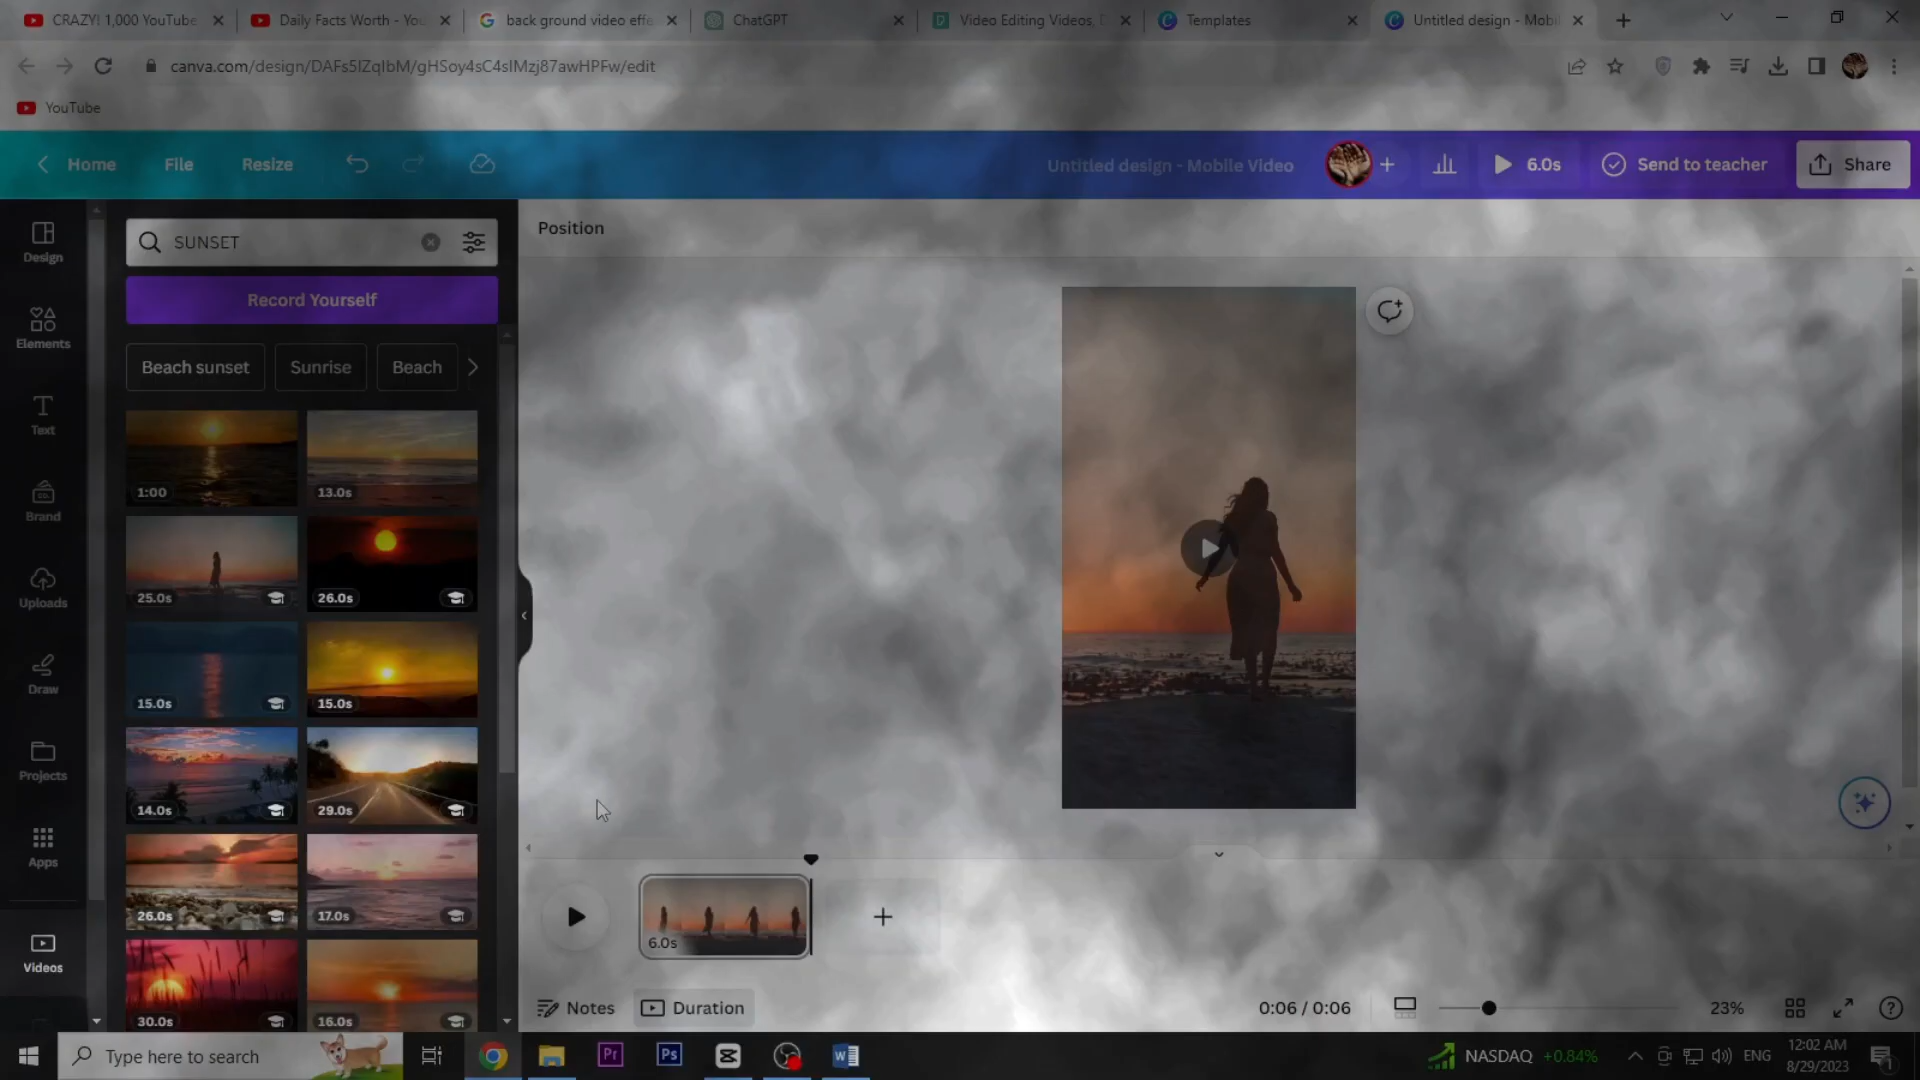 CRAZY! 1,000 YouTube
Daily Facts Worth - You
back ground video effe
ChatGPT
Video Editing Videos, D
Templates
Untitled design - Mobil
canva.com/design/DAFs5IZqIbM/gHSoy4sC4sIMzj87awHPFw/edit
YouTube
Home
File
Resize
Untitled design - Mobile Video
6.0s
Send to teacher
Share
Design
Elements
Text
Brand
Uploads
Draw
Projects
Apps
Videos
SUNSET
Record Yourself
Beach sunset
Sunrise
Beach
1:00
13.0s
25.0s
26.0s
15.0s
15.0s
14.0s
29.0s
26.0s
17.0s
30.0s
16.0s
Position
6.0s
Notes
Duration
0:06 / 0:06
23%
Type here to search
Pr
Ps
NASDAQ +0.84%
ENG
12:02 AM
8/29/2023